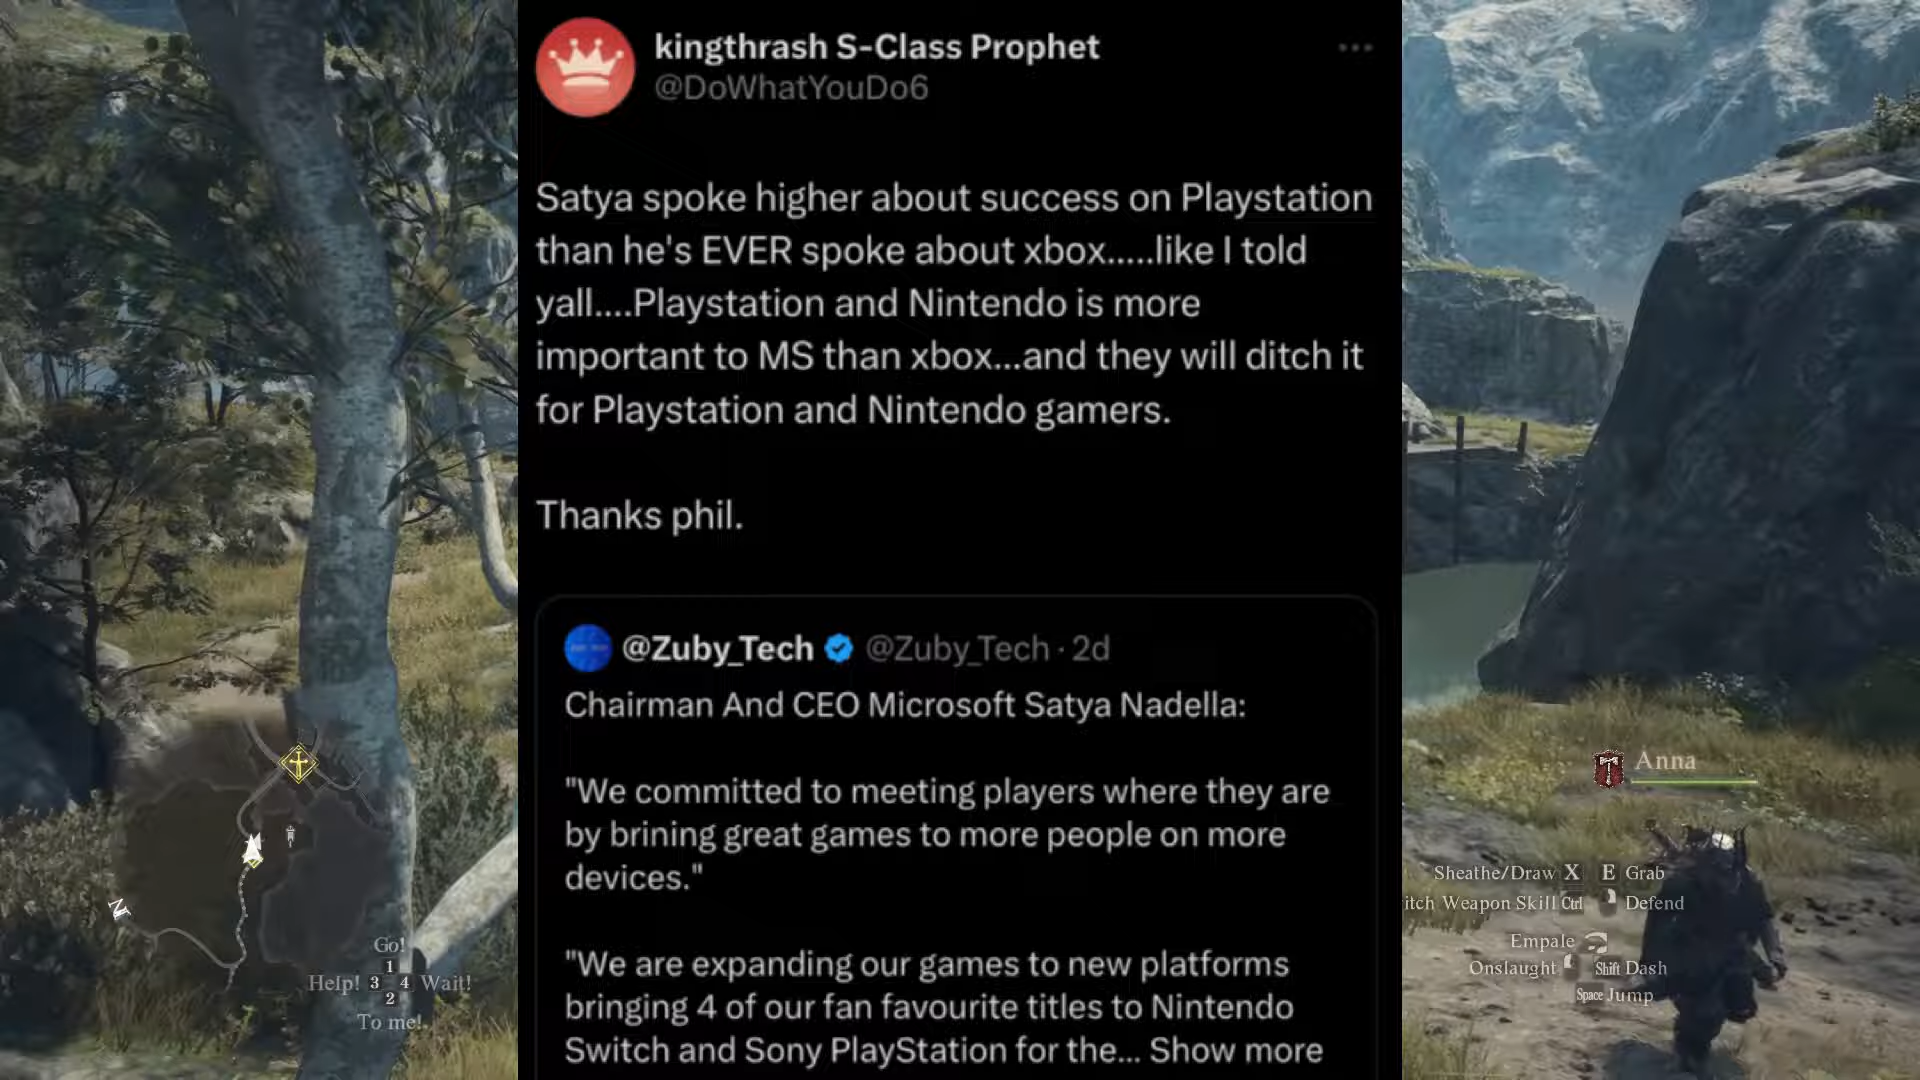 kingthrash S-Class Prophet
@DoWhatYouDo6
Satya spoke higher about success on Playstation
than he's EVER spoke about xbox.....like I told
yall....Playstation and Nintendo is more
important to MS than xbox...and they will ditch it
for Playstation and Nintendo gamers.
Thanks phil.
@Zuby_Tech @Zuby_Tech · 2d
Chairman And CEO Microsoft Satya Nadella:
"We committed to meeting players where they are
by brining great games to more people on more
devices."
"We are expanding our games to new platforms
bringing 4 of our fan favourite titles to Nintendo
Switch and Sony PlayStation for the... Show more
N
Go!
1
Help! 3 4 Wait!
2
To me!
Anna
Sheathe/Draw X E Grab
itch Weapon Skill Ctrl Defend
Empale
Onslaught Shift Dash
Space Jump